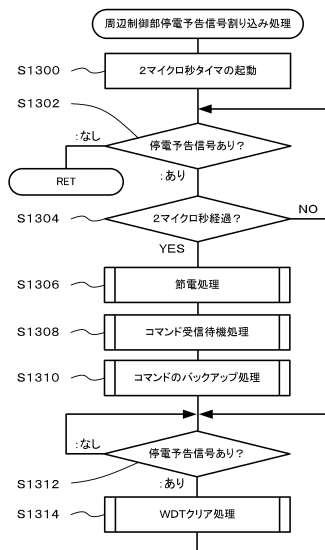 周辺制御部停電予告信号割り込み処理
S1300
2マイクロ秒タイマの起動
S1302
:なし
停電予告信号あり?
RET
:あり
S1304
2マイクロ秒経過?
NO
YES
S1306
節電処理
S1308
コマンド受信待機処理
S1310
コマンドのバックアップ処理
:なし
停電予告信号あり?
S1312
:あり
S1314
WDTクリア処理